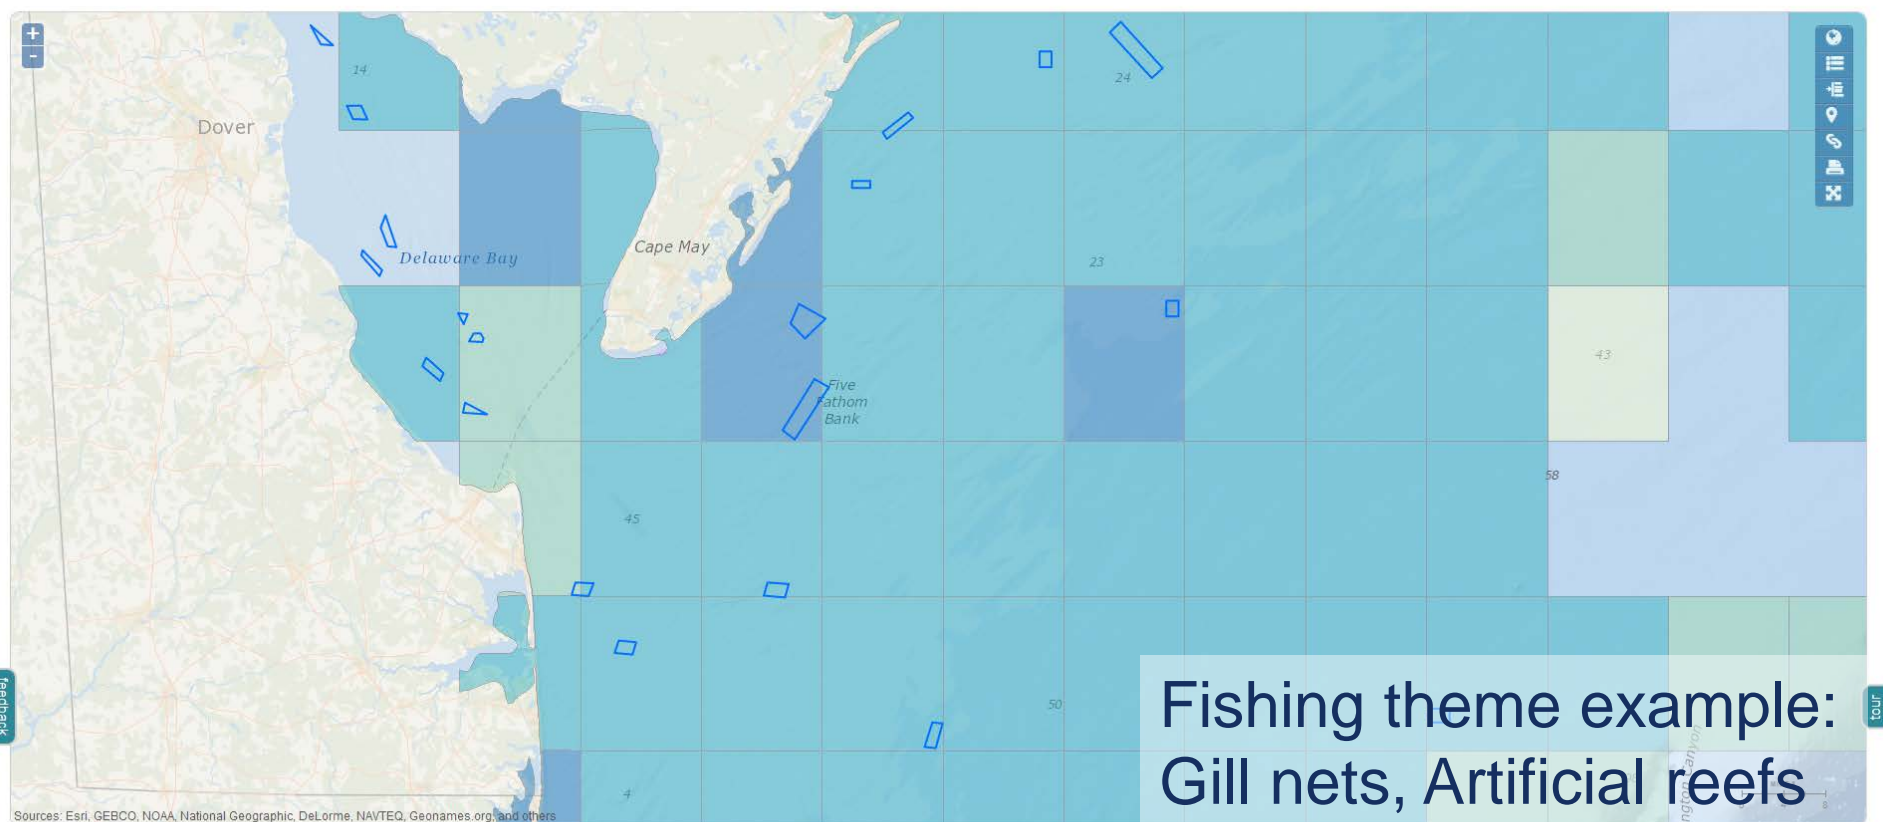 +
-
14
24
Dover
Cape May
Delaware Bay
23
43
Five
Fathom
Bank
58
45
feedback
tour
50
Fishing theme example:
Gill nets, Artificial reefs
4
Sources: Esri, GEBCO, NOAA, National Geographic, DeLorme, NAVTEQ, Geonames.org, and others
Canyon